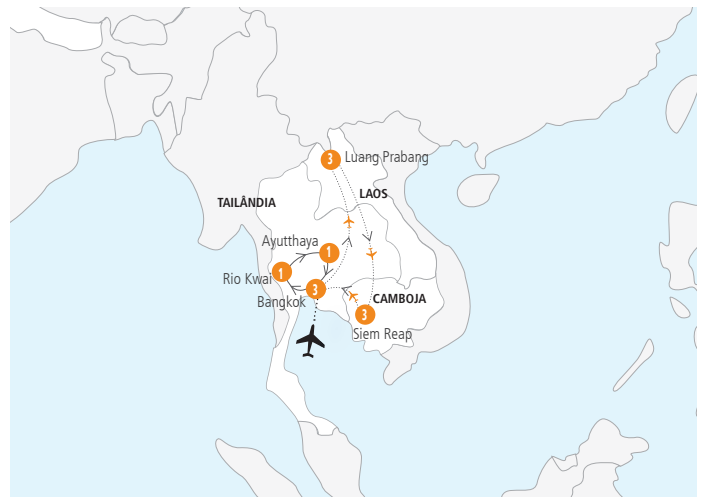 3 Luang Prabang
LAOS
TAILÂNDIA
Ayutthaya
1
1
Rio Kwai
3
Bangkok
CAMBOJA
3
Siem Reap